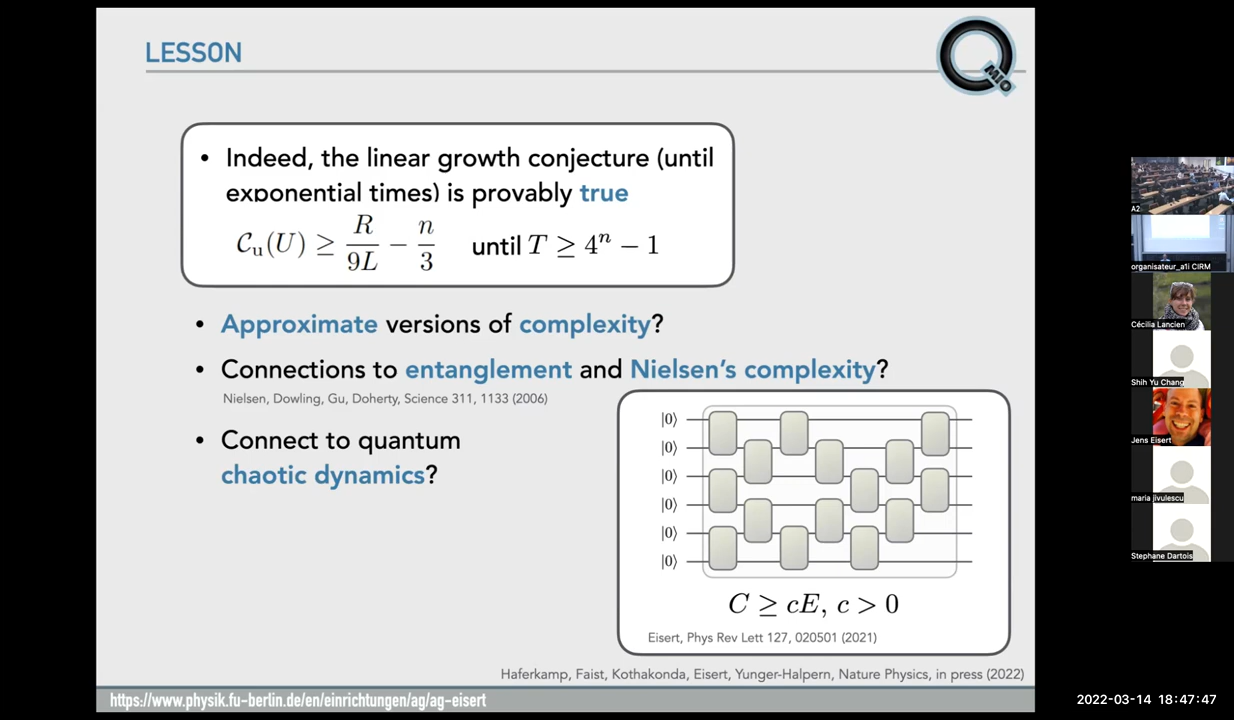 LESSON
Q
MIO
• Indeed, the linear growth conjecture (until
exponential times) is provably true
C_u(U) ≥ R/9L − n/3 until T ≥ 4^n − 1
• Approximate versions of complexity?
• Connections to entanglement and Nielsen's complexity?
Nielsen, Dowling, Gu, Doherty, Science 311, 1133 (2006)
• Connect to quantum
chaotic dynamics?
|0⟩
|0⟩
|0⟩
|0⟩
|0⟩
|0⟩
C ≥ cE, c > 0
Eisert, Phys Rev Lett 127, 020501 (2021)
Haferkamp, Faist, Kothakonda, Eisert, Yunger-Halpern, Nature Physics, in press (2022)
https://www.physik.fu-berlin.de/en/einrichtungen/ag/ag-eisert
A2
organisateur_a1i CIRM
Cécilia Lancien
Shih Yu Chang
Jens Eisert
maria jivulescu
Stephane Dartois
2022-03-14 18:47:47